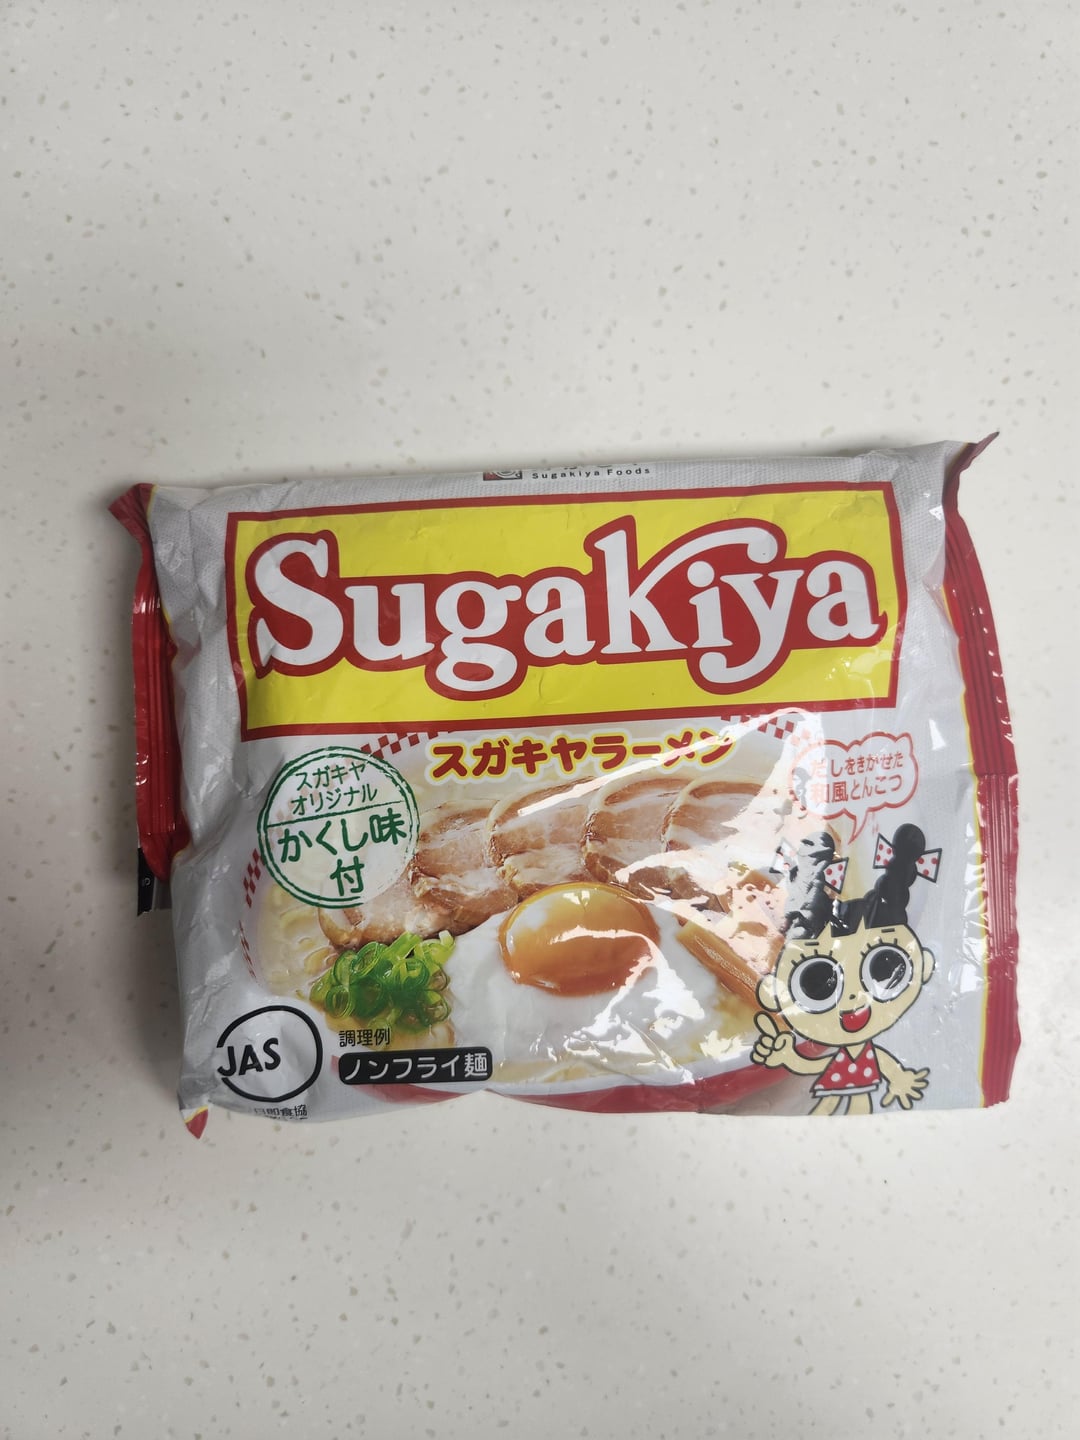 Sugakiya Foods
Sugakiya
スガキヤラーメン
スガキヤ
オリジナル
かくし味
付
だしをきかせた
和風とんこつ
調理例
ノンフライ麺
JAS